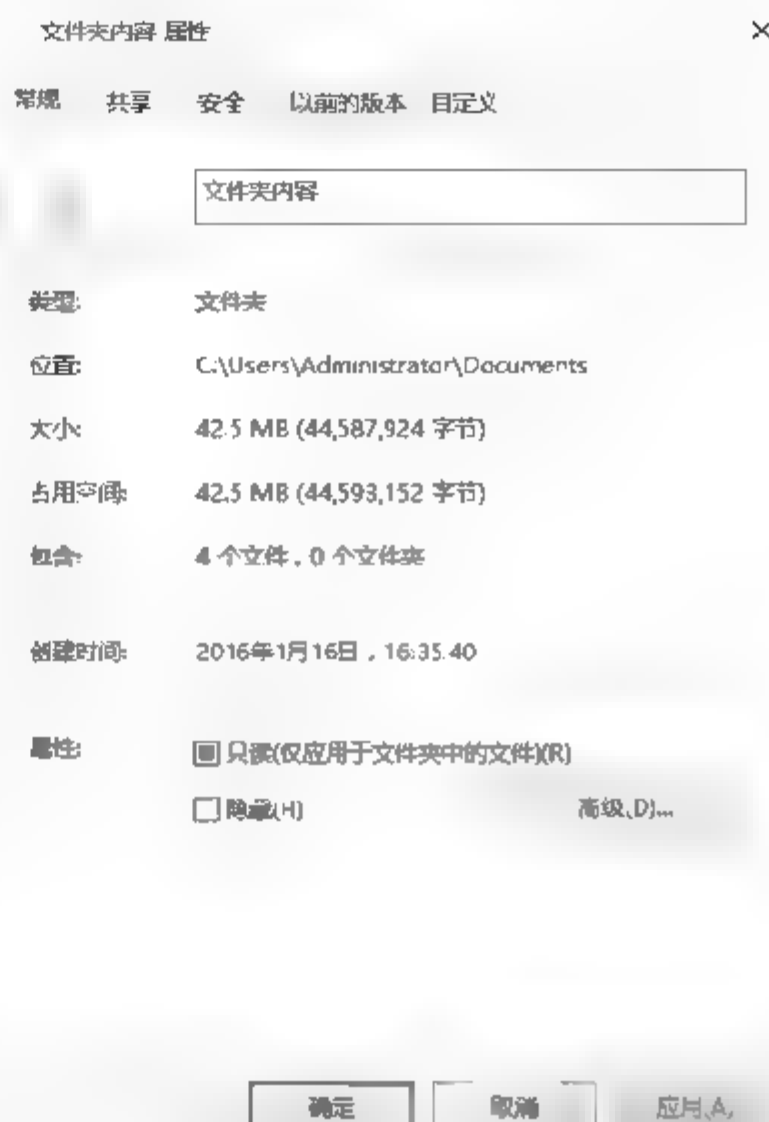 文件夹内容 属性
常规 共享 安全 以前的版本 自定义
文件夹内容
类型: 文件夹
位置: C:\Users\Administrator\Documents
大小: 42.5 MB (44,587,924 字节)
占用空间: 42.5 MB (44,593,152 字节)
包含: 4 个文件，0 个文件夹
创建时间: 2016年1月16日，16:35:40
属性: 只读(仅应用于文件夹中的文件)(R)
隐藏(H) 高级(D)...
确定 取消 应用(A)